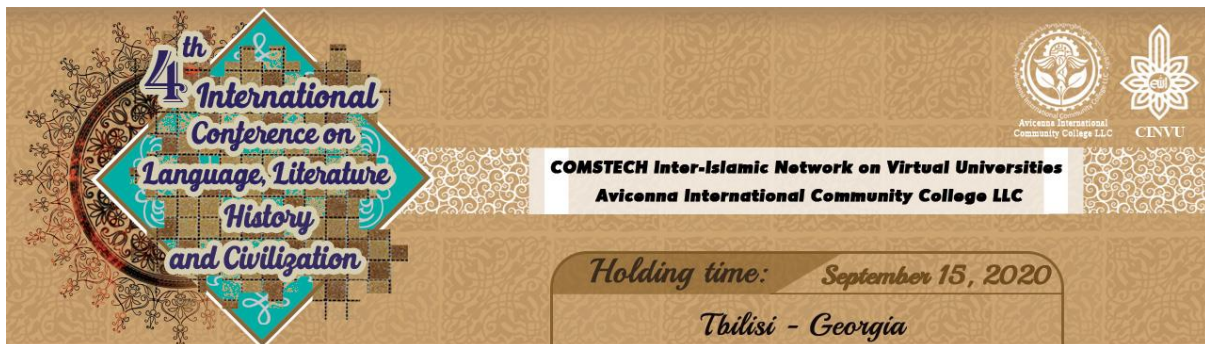 4th
International
Conference on
Language, Literature
History
and Civilization
Avicenna International
Community College LLC
CINVU
COMSTECH Inter-Islamic Network on Virtual Universities
Avicenna International Community College LLC
Holding time: September 15, 2020
Tbilisi - Georgia